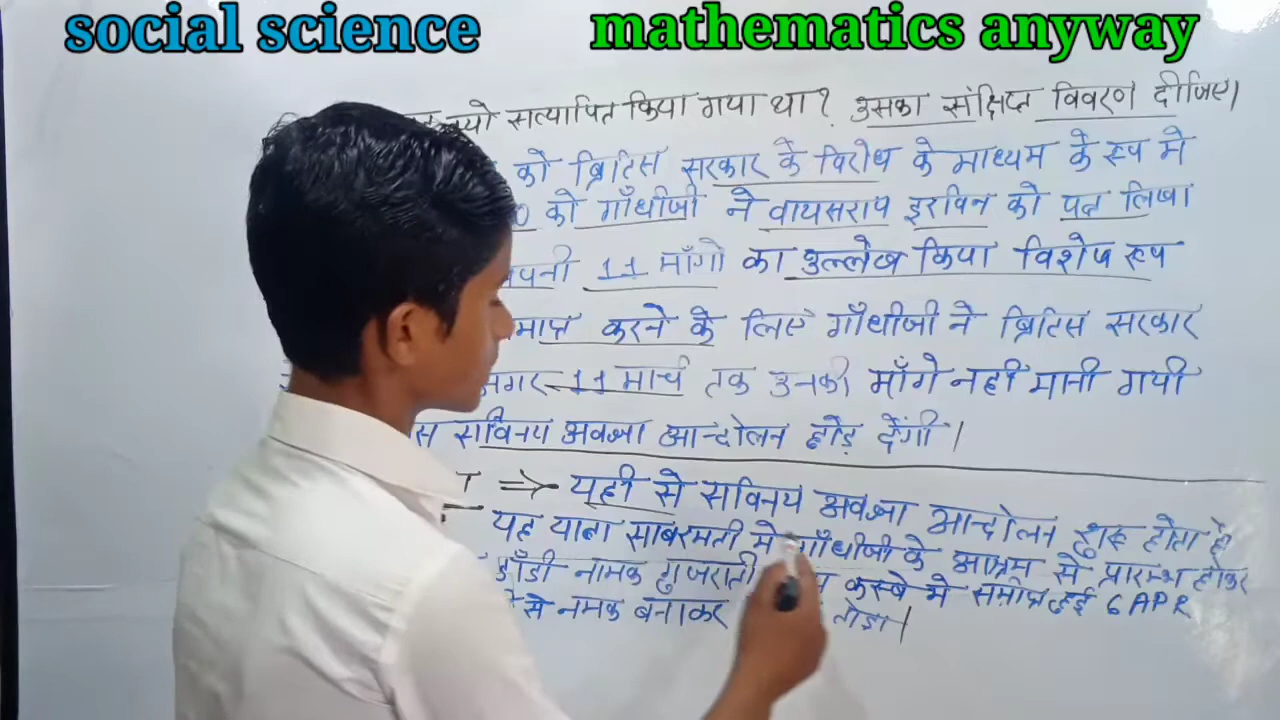 social science mathematics anyway
क्यो सत्यापित किया गया था? उसका संक्षिप्त विवरण दीजिए।
को ब्रिटिस सरकार के विरोध के माध्यम के रूप मे
0 को गाँधीजी ने वायसराय इरविन को पत्र लिखा
11 माँगो का उल्लेख किया विशेष रूप
करने के लिए गाँधीजी ने ब्रिटिस सरकार
11 मार्च तक उनकी माँगे नही मानी गयी
सविनय अवज्ञा आन्दोलन छोड़ देंगी।
यही से सविनय अवज्ञा आन्दोलन शुरू होता है
यह यात्रा साबरमती मे गाँधीजी के आश्रम से प्रारम्भ होकर
डाँडी नामक गुजराती कस्बे मे समाप्त हुई 6 APR
से नमक बनाकर तोड़ा।